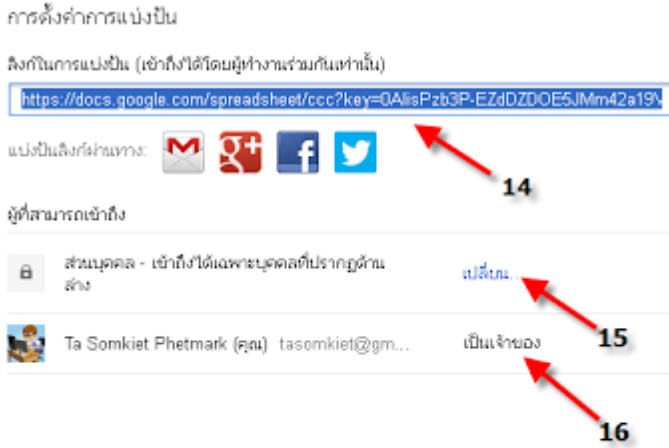 การตั้งค่าการแบ่งปัน
ลิงก์ในการแบ่งปัน (เข้าถึงได้โดยผู้ทำงานร่วมกันเท่านั้น)
https://docs.google.com/spreadsheet/ccc?key=0AlisPzb3P-EZdDZDOE5JMm42a19
แบ่งปันลิงก์ผ่านทาง:
14
ผู้ที่สามารถเข้าถึง
ส่วนบุคคล - เข้าถึงได้เฉพาะบุคคลที่ปรากฏด้าน
ล่าง
เปลี่ยน...
15
Ta Somkiet Phetmark (คุณ) tasomkiet@gm... เป็นเจ้าของ
16